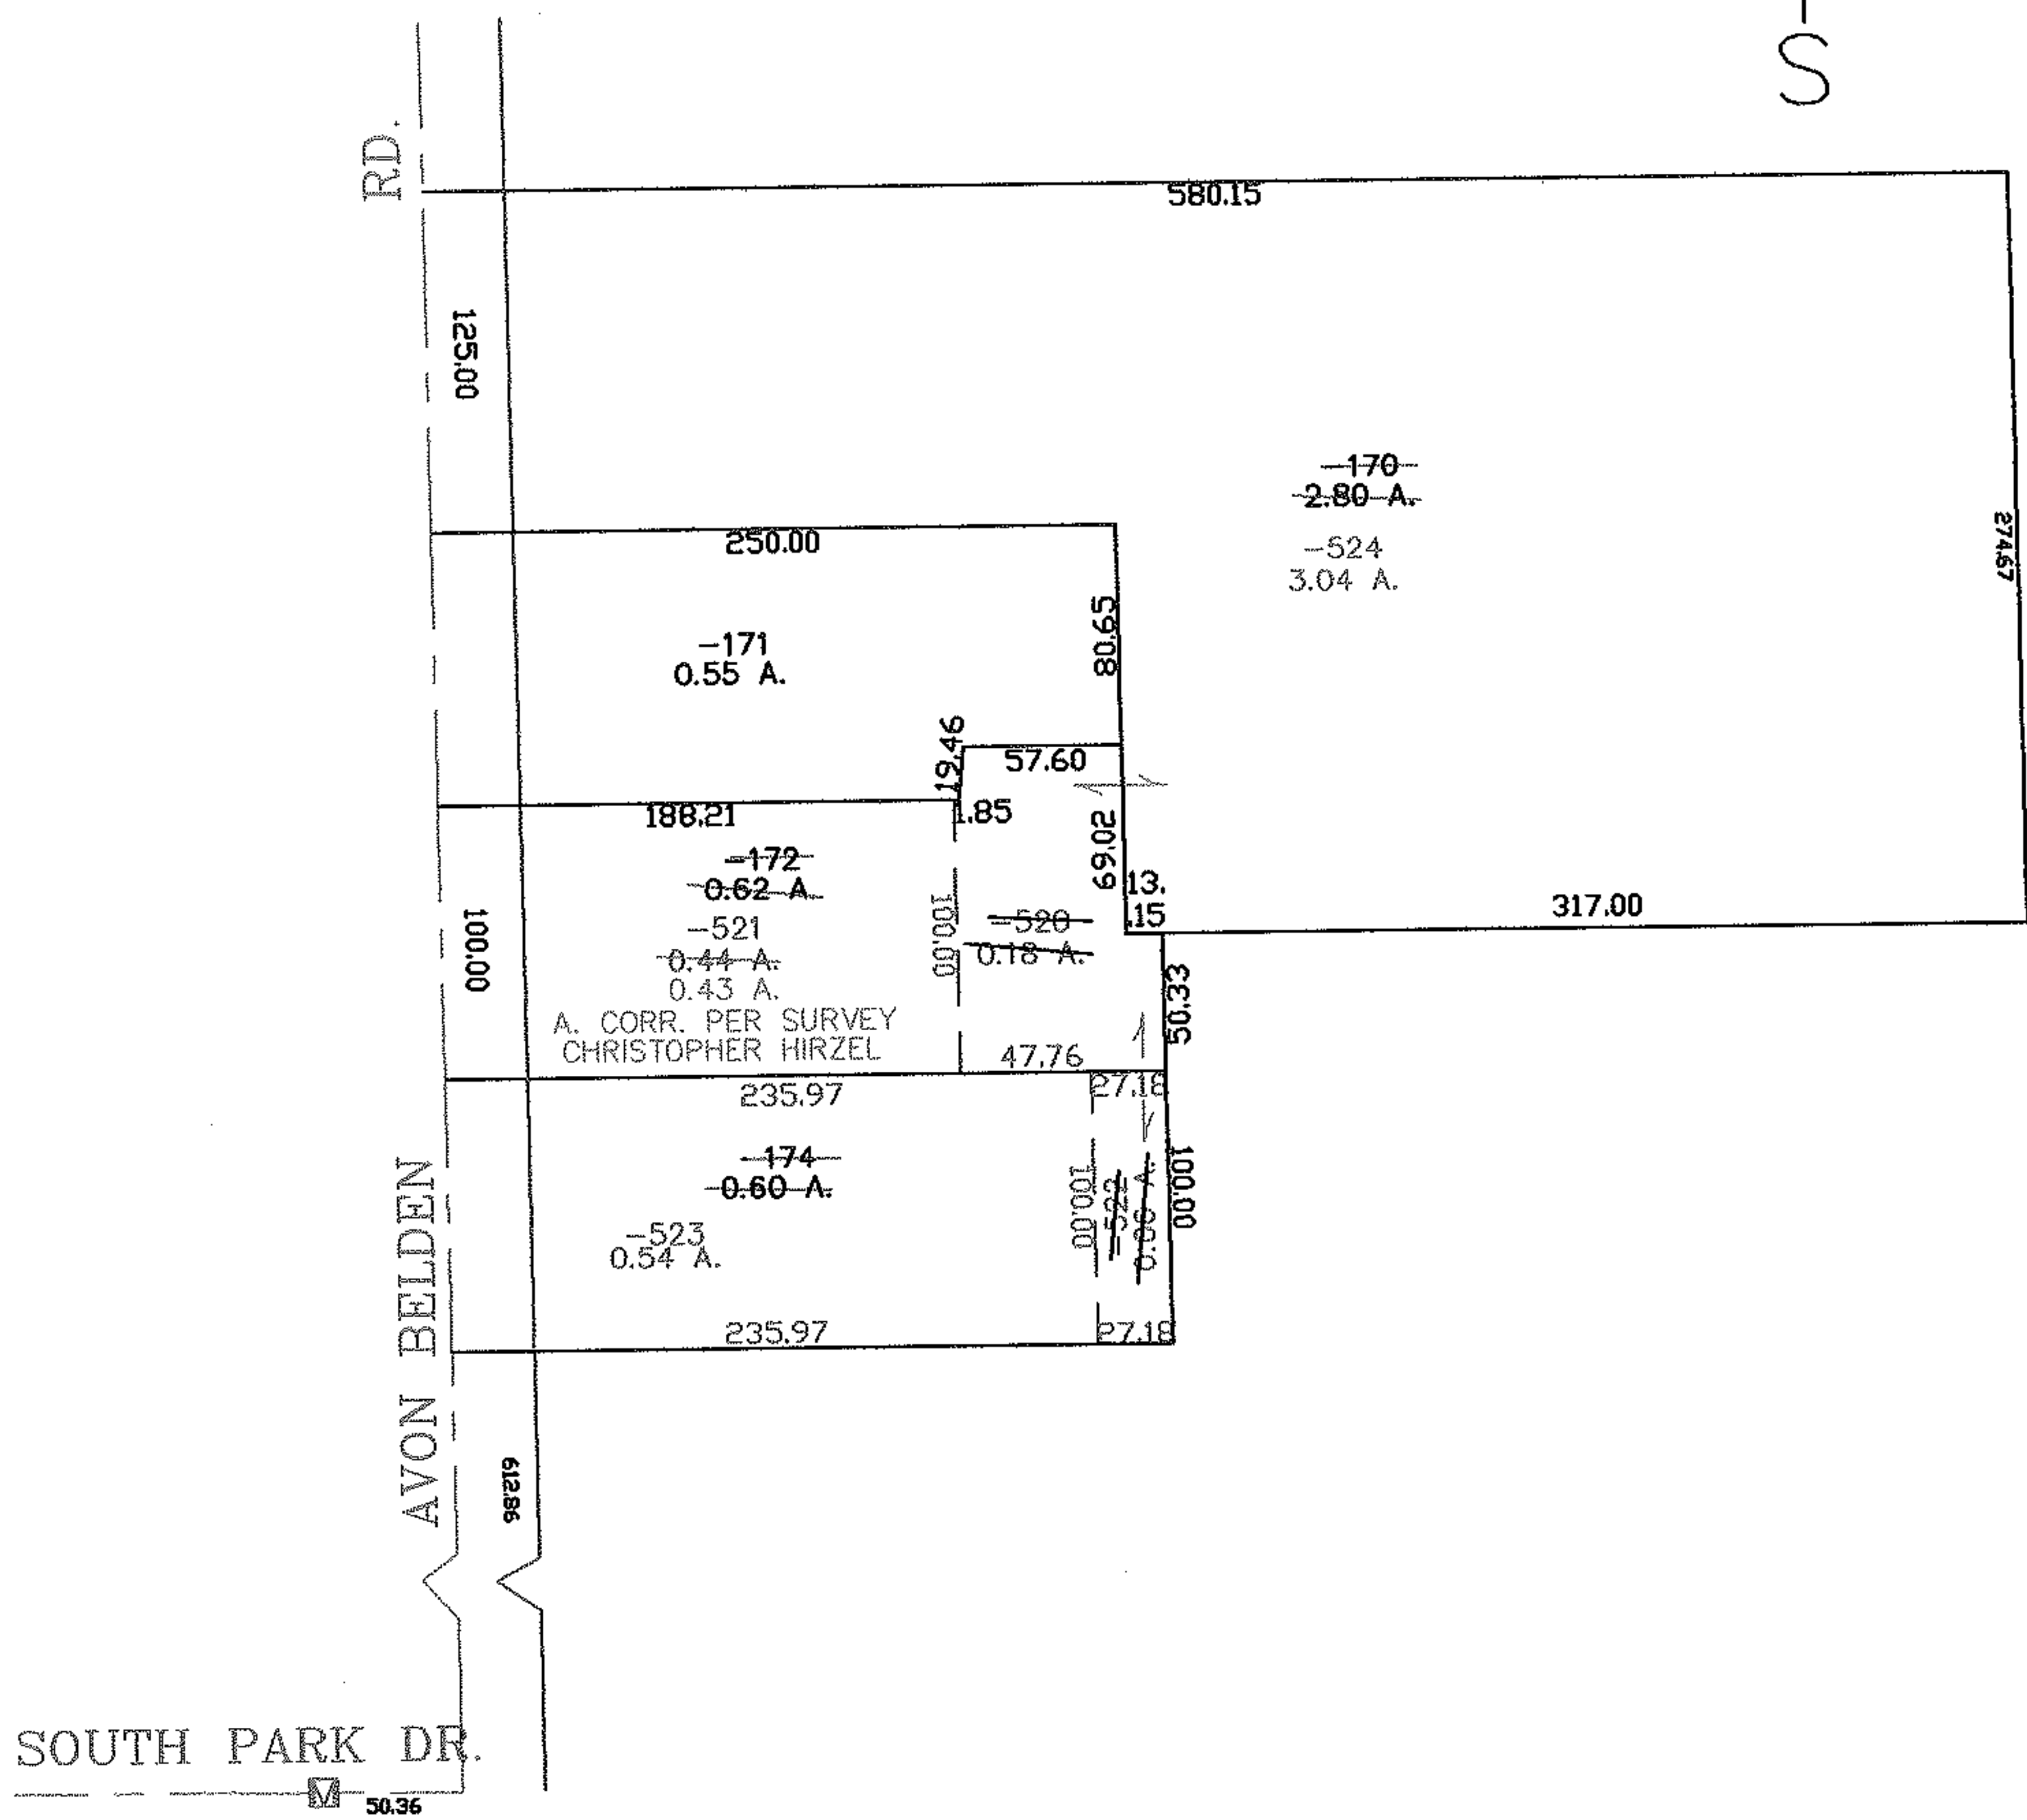 S
RD.
580.15
125.00
-170
2.80 A.
-524
3.04 A.
274.67
250.00
80.65
-171
0.55 A.
19.46
57.60
188.21
1.85
69.02
-172
0.62 A.
13.
.15
317.00
100.00
-521
0.44 A.
0.43 A.
A. CORR. PER SURVEY
CHRISTOPHER HIRZEL
100.00
-520
0.18 A.
50.33
47.76
235.97
27.18
-174
0.60 A.
-523
0.54 A.
100.00
-522
0.06 A.
100.00
235.97
27.18
AVON BELDEN
612.86
SOUTH PARK DR.
M
50.36